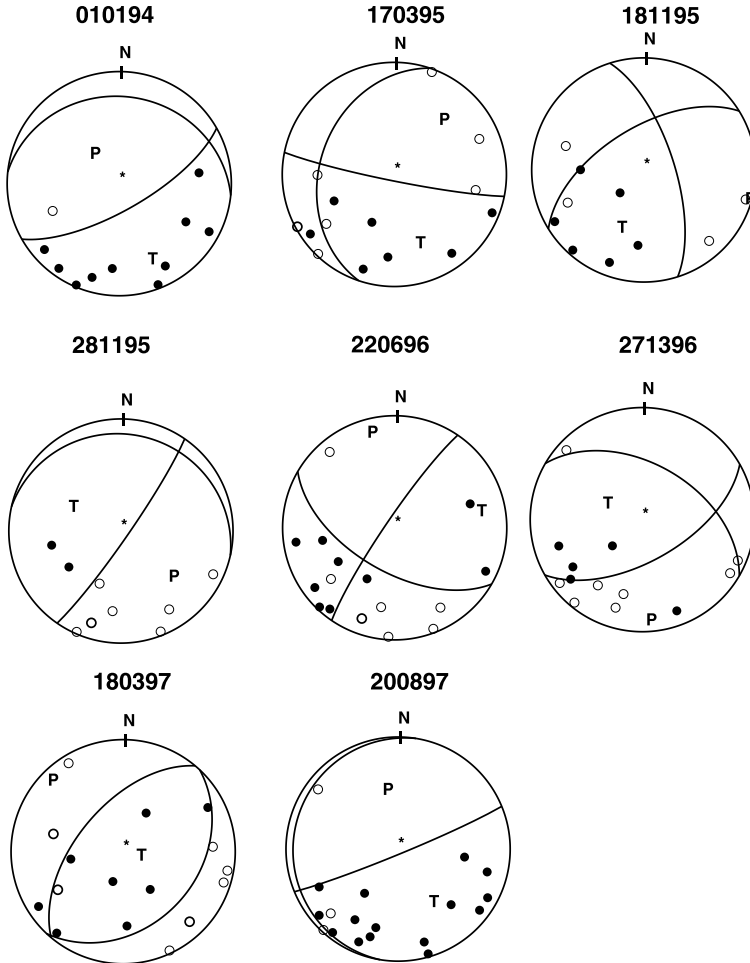 010194 170395 181195
N N N
P P P
T T T
281195 220696 271396
N N N
T P T
P T P
180397 200897
N N
P P
T T